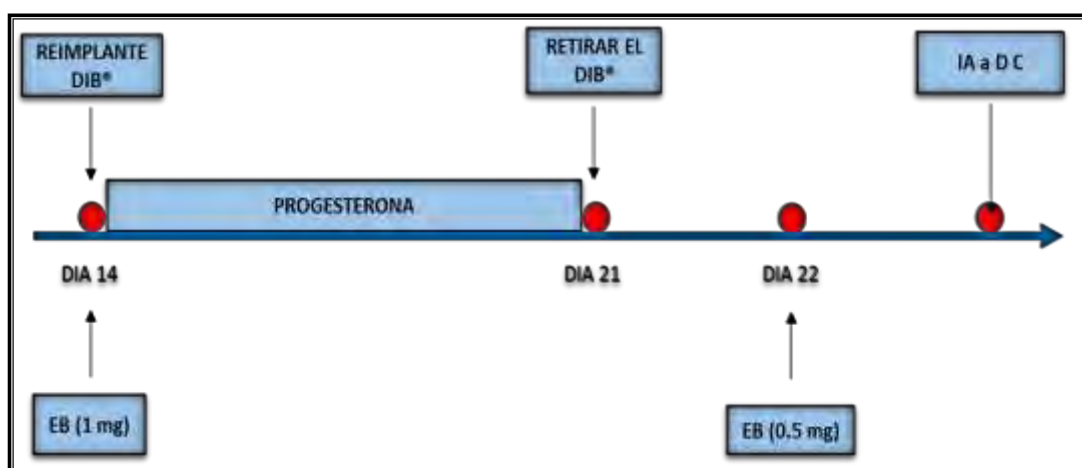 REIMPLANTE
DIB®
RETIRAR EL
DIB®
IA a D C
PROGESTERONA
DIA 14
DIA 21
DIA 22
EB (1 mg)
EB (0.5 mg)